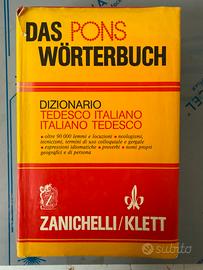 DAS PONS
WÖRTERBUCH
DIZIONARIO
TEDESCO ITALIANO
ITALIANO TEDESCO
• oltre 90 000 lemmi e locuzioni • neologismi,
tecnicismi, termini di uso colloquiale e gergale
• espressioni idiomatiche • proverbi • nomi propri
geografici e di persona
Z
ZANICHELLI/KLETT
subito